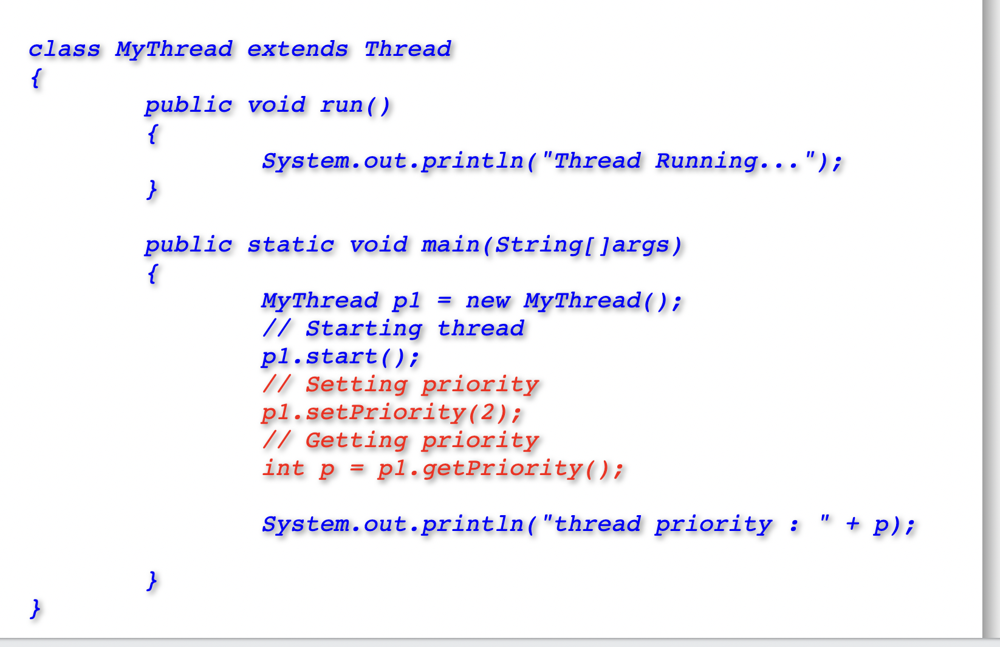 class MyThread extends Thread
{
public void run()
{
System.out.println("Thread Running...");
}
public static void main(String[]args)
{
MyThread p1 = new MyThread();
// Starting thread
p1.start();
// Setting priority
p1.setPriority(2);
// Getting priority
int p = p1.getPriority();
System.out.println("thread priority : " + p);
}
}